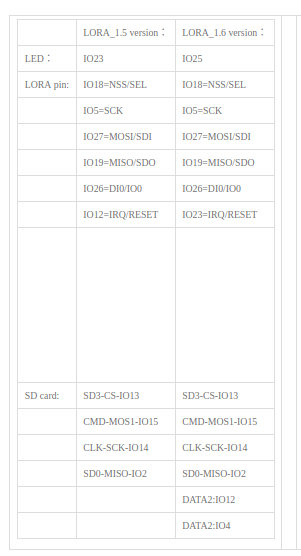 LORA_1.5 version： LORA_1.6 version：
LED： IO23 IO25
LORA pin: IO18=NSS/SEL IO18=NSS/SEL
IO5=SCK IO5=SCK
IO27=MOSI/SDI IO27=MOSI/SDI
IO19=MISO/SDO IO19=MISO/SDO
IO26=DI0/IO0 IO26=DI0/IO0
IO12=IRQ/RESET IO23=IRQ/RESET
SD card: SD3-CS-IO13 SD3-CS-IO13
CMD-MOS1-IO15 CMD-MOS1-IO15
CLK-SCK-IO14 CLK-SCK-IO14
SD0-MISO-IO2 SD0-MISO-IO2
DATA2:IO12
DATA2:IO4